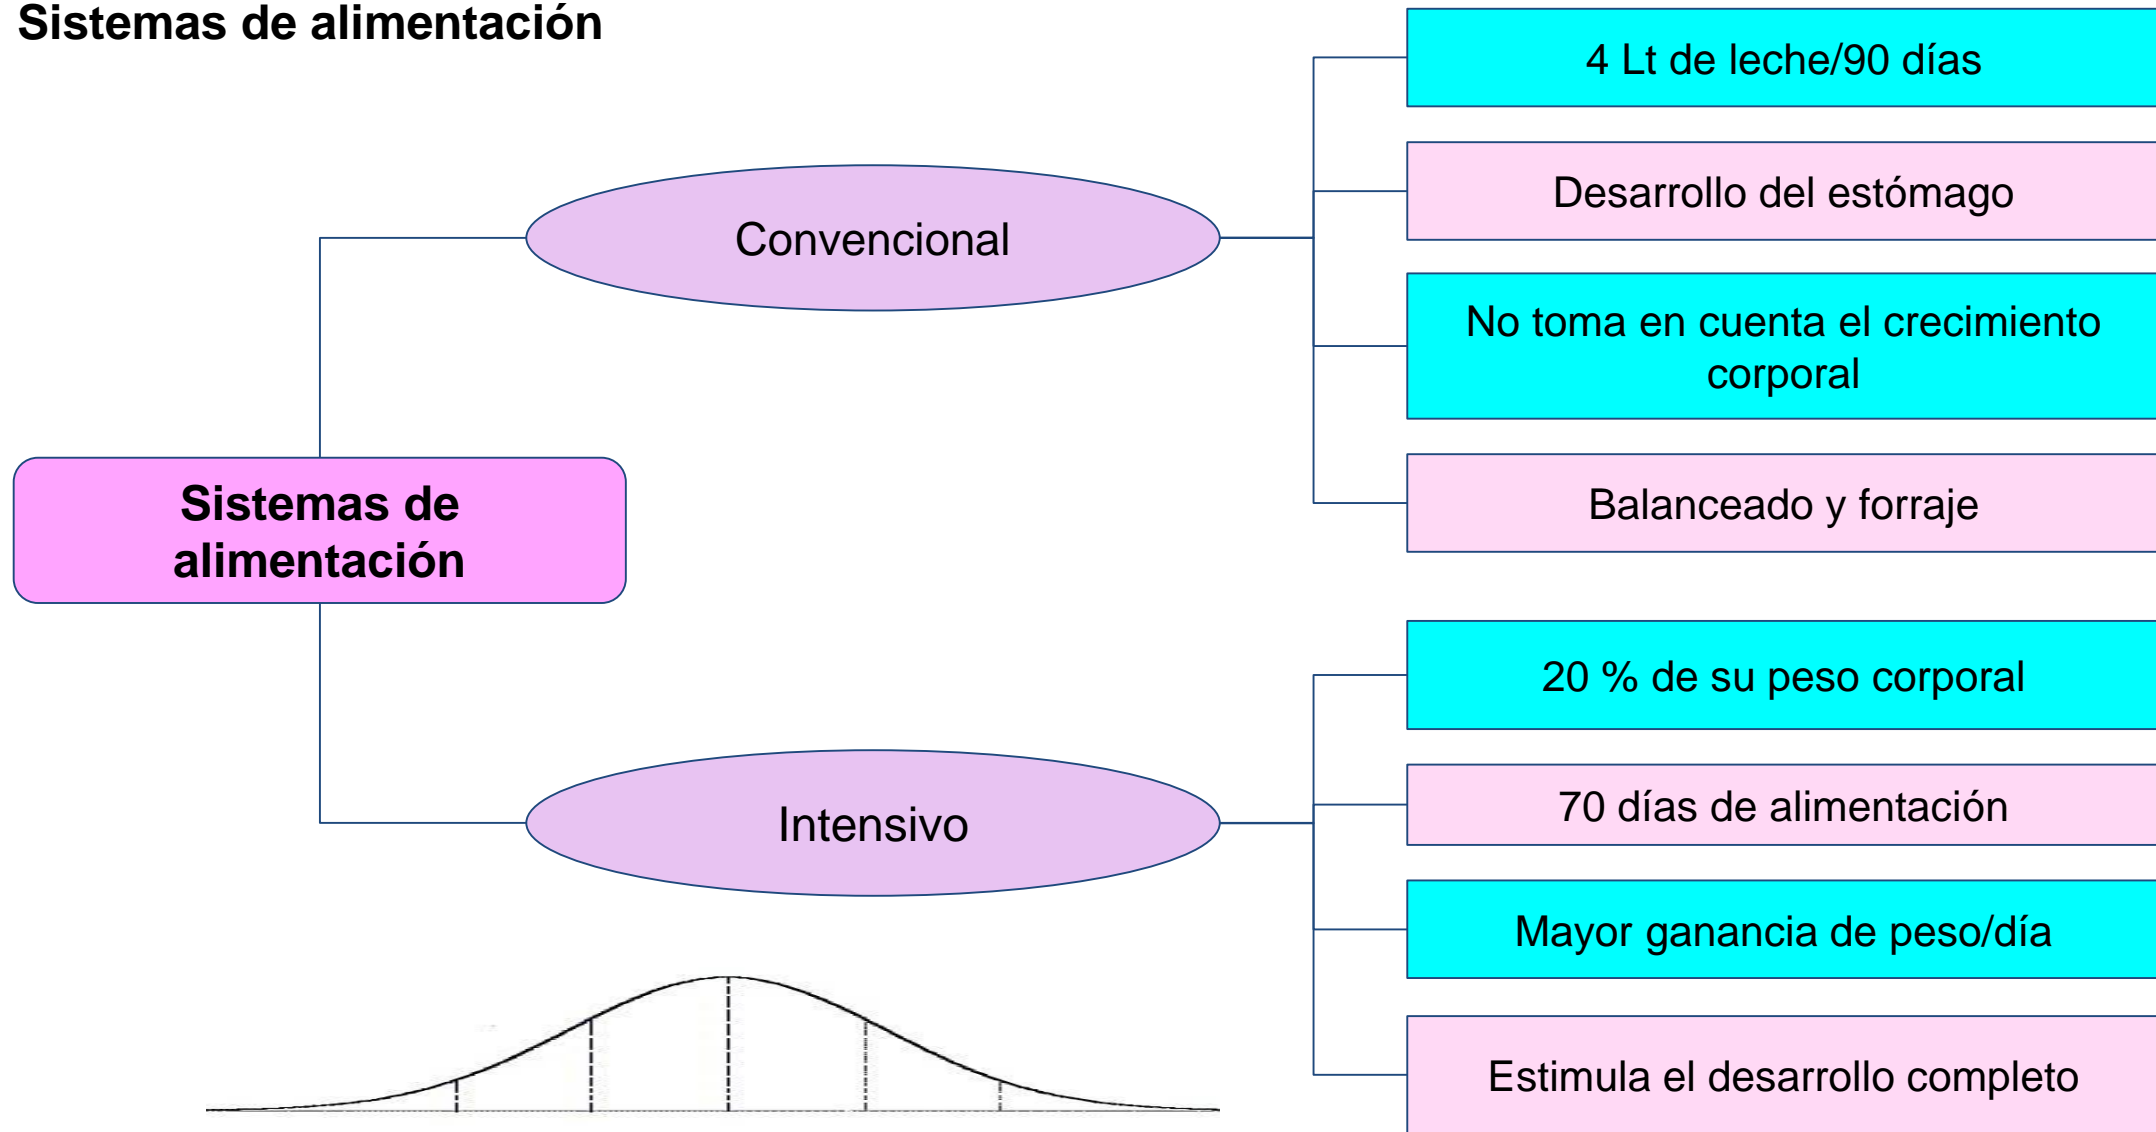 Sistemas de alimentación
4 Lt de leche/90 días
Desarrollo del estómago
Convencional
No toma en cuenta el crecimiento
corporal
Balanceado y forraje
Sistemas de
alimentación
20 % de su peso corporal
70 días de alimentación
Intensivo
Mayor ganancia de peso/día
Estimula el desarrollo completo